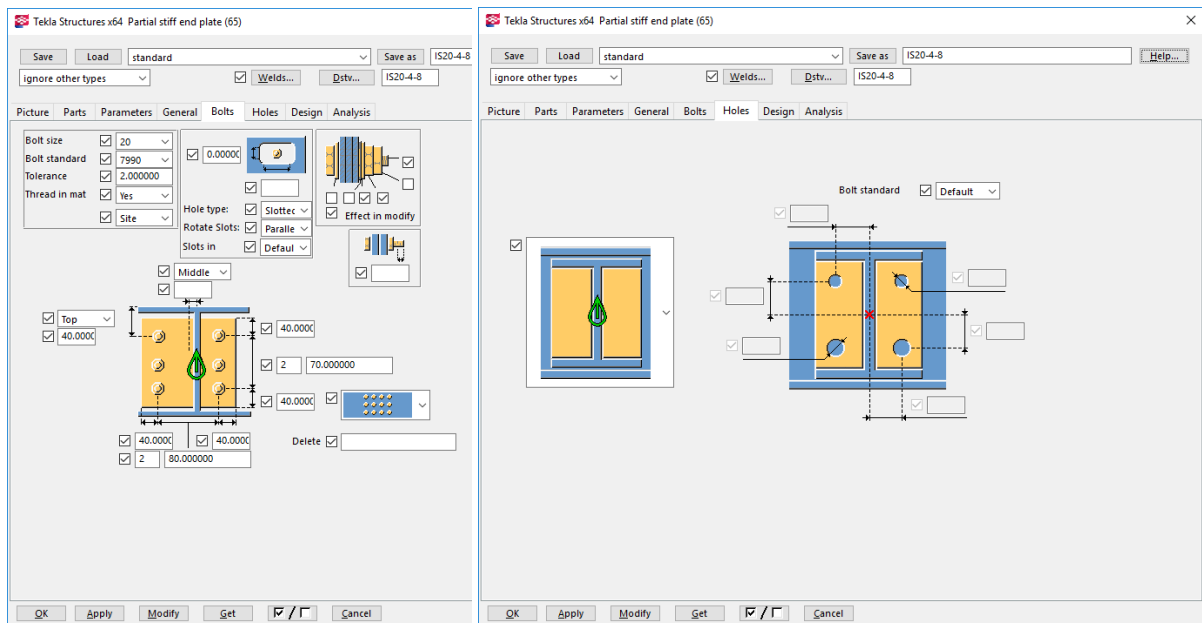 Tekla Structures x64 Partial stiff end plate (65)
Save Load standard Save as IS20-4-8
ignore other types Welds... Dstv... IS20-4-8
Picture Parts Parameters General Bolts Holes Design Analysis
Bolt size 20
Bolt standard 7990
Tolerance 2.000000
Thread in mat Yes
Site
0.0000
Hole type: Slotted
Rotate Slots: Paralle
Slots in Defaul
Effect in modify
Middle
Top
40.0000
40.0000
2 70.000000
40.0000
40.0000 40.0000
2 80.000000
Delete
OK Apply Modify Get / Cancel
Tekla Structures x64 Partial stiff end plate (65)
Save Load standard Save as IS20-4-8 Help...
ignore other types Welds... Dstv... IS20-4-8
Picture Parts Parameters General Bolts Holes Design Analysis
Bolt standard Default
OK Apply Modify Get / Cancel